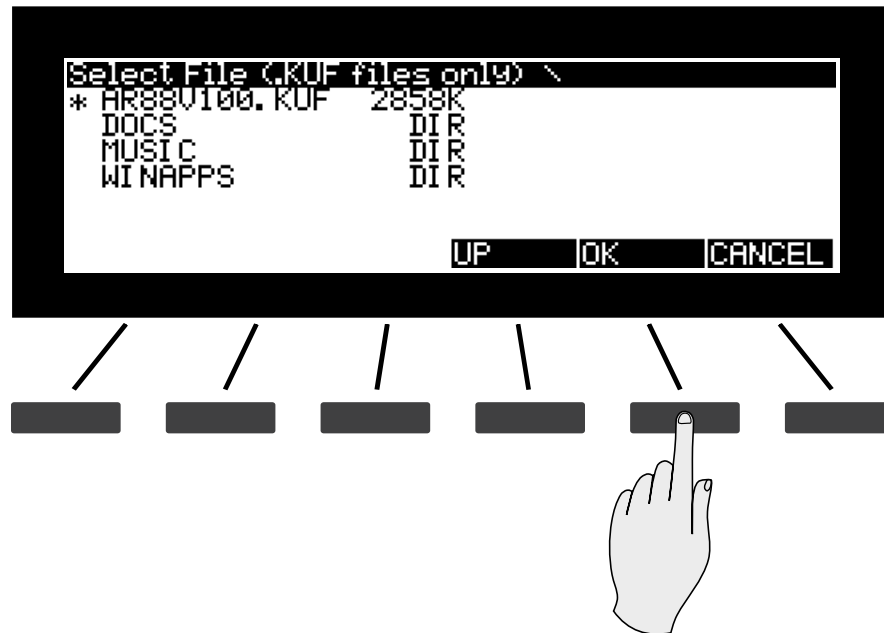 Select File (.KUF files only) \
* AR88V100.KUF 2858K
DOCS DIR
MUSIC DIR
WINAPPS DIR
UP OK CANCEL